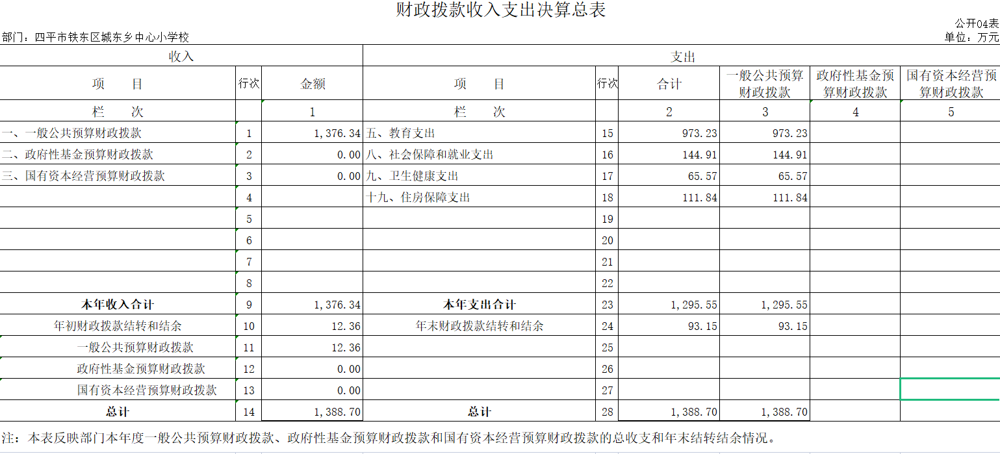 财政拨款收入支出决算总表
公开04表
部门：四平市铁东区城东乡中心小学校 单位：万元
收入 支出
项 目 行次 金额 项 目 行次 合计 一般公共预算财政拨款 政府性基金预算财政拨款 国有资本经营预算财政拨款
栏 次 1 栏 次 2 3 4 5
一、一般公共预算财政拨款 1 1,376.34 五、教育支出 15 973.23 973.23
二、政府性基金预算财政拨款 2 0.00 八、社会保障和就业支出 16 144.91 144.91
三、国有资本经营预算财政拨款 3 0.00 九、卫生健康支出 17 65.57 65.57
4 十九、住房保障支出 18 111.84 111.84
5 19
6 20
7 21
8 22
本年收入合计 9 1,376.34 本年支出合计 23 1,295.55 1,295.55
年初财政拨款结转和结余 10 12.36 年末财政拨款结转和结余 24 93.15 93.15
一般公共预算财政拨款 11 12.36 25
政府性基金预算财政拨款 12 0.00 26
国有资本经营预算财政拨款 13 0.00 27
总计 14 1,388.70 总计 28 1,388.70 1,388.70
注：本表反映部门本年度一般公共预算财政拨款、政府性基金预算财政拨款和国有资本经营预算财政拨款的总收支和年末结转结余情况。